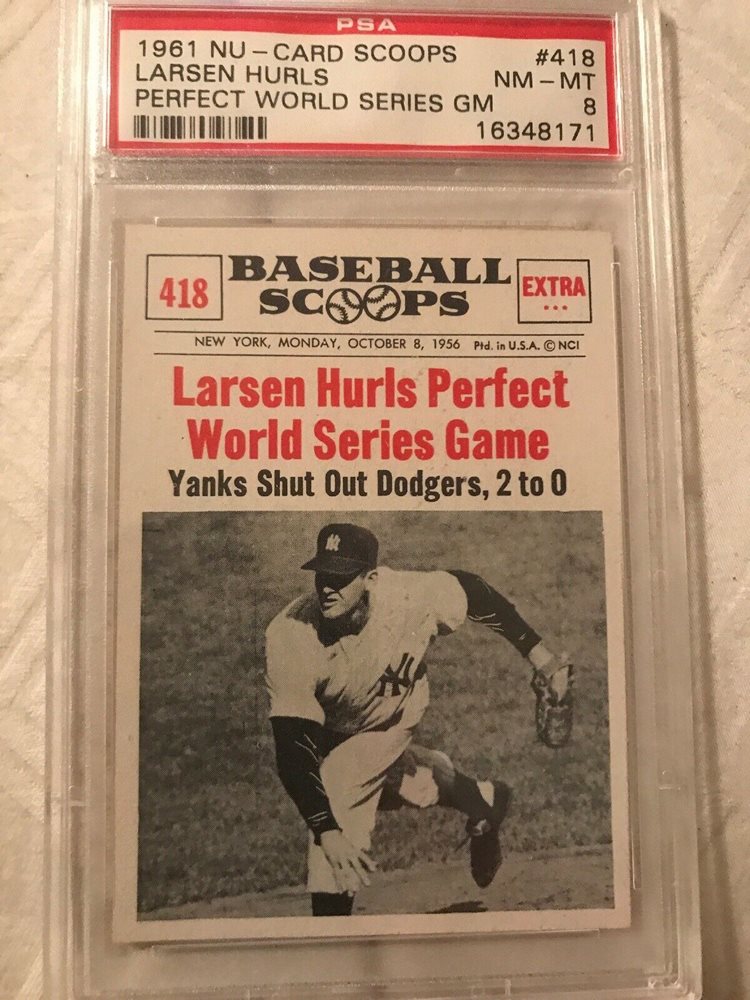 PSA
1961 NU-CARD SCOOPS #418
LARSEN HURLS NM-MT
PERFECT WORLD SERIES GM 8
16348171
418 BASEBALL SCOOPS EXTRA
NEW YORK, MONDAY, OCTOBER 8, 1956 Ptd. in U.S.A. © NCI
Larsen Hurls Perfect
World Series Game
Yanks Shut Out Dodgers, 2 to 0
NY
NY